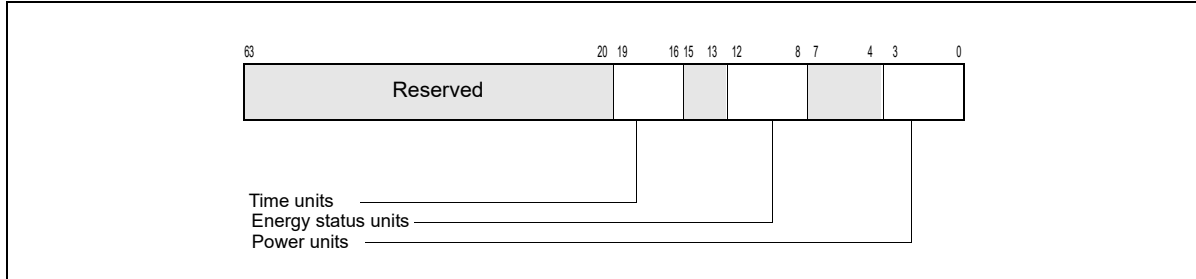 63 20 19 16 15 13 12 8 7 4 3 0
Reserved
Time units
Energy status units
Power units